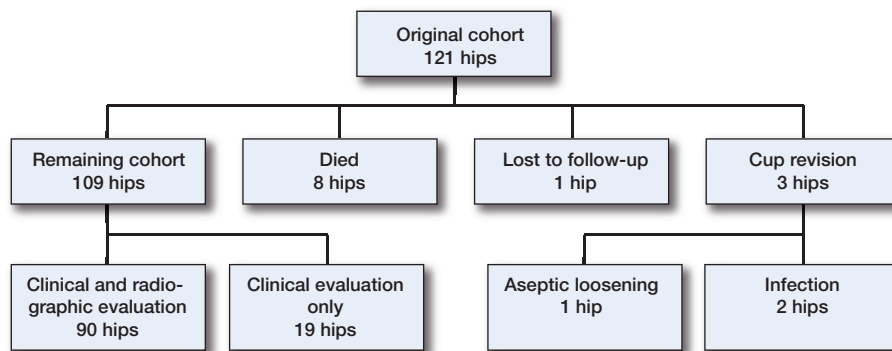 Original cohort
121 hips
Remaining cohort
109 hips
Died
8 hips
Lost to follow-up
1 hip
Cup revision
3 hips
Clinical and radio-
graphic evaluation
90 hips
Clinical evaluation
only
19 hips
Aseptic loosening
1 hip
Infection
2 hips